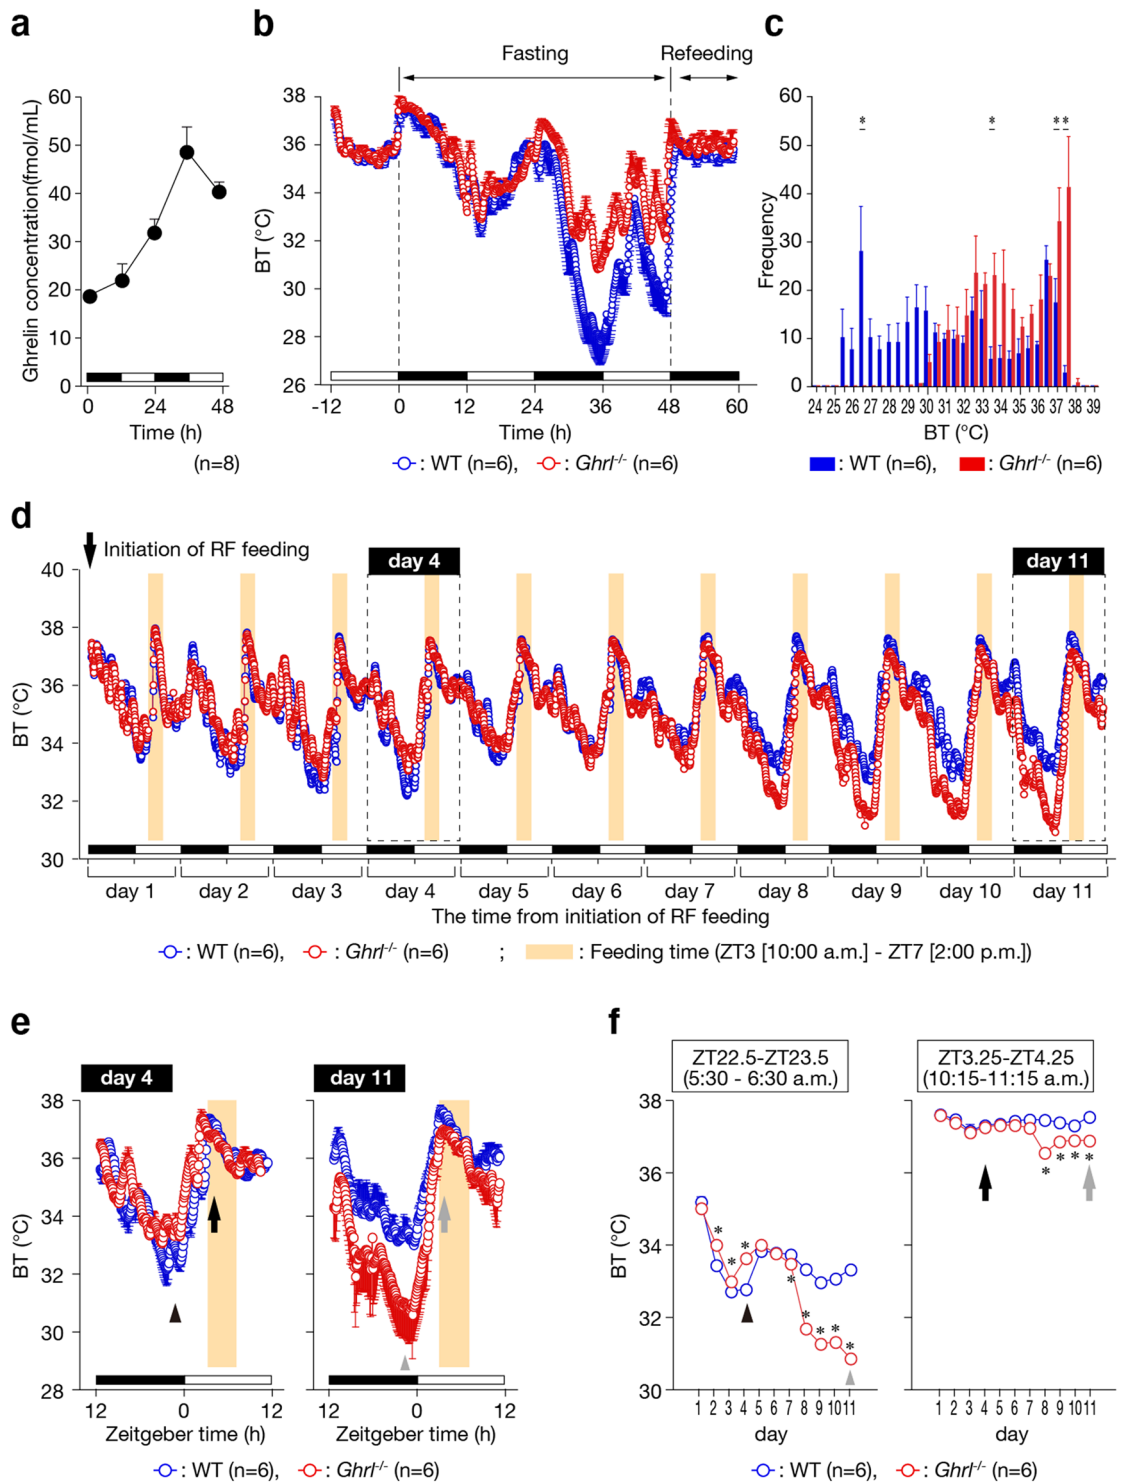 a
b
c
Fasting
Refeeding
Ghrelin concentration(fmol/mL)
60
50
40
30
20
10
0
0
24
48
Time (h)
(n=8)
BT (°C)
38
36
34
32
30
28
26
-12
0
12
24
36
48
60
Time (h)
: WT (n=6), : Ghrl-/- (n=6)
Frequency
60
50
40
30
20
10
0
* * * *
24 25 26 27 28 29 30 31 32 33 34 35 36 37 38 39
BT (°C)
: WT (n=6), : Ghrl-/- (n=6)
d
Initiation of RF feeding
day 4
day 11
BT (°C)
40
38
36
34
32
30
day 1 day 2 day 3 day 4 day 5 day 6 day 7 day 8 day 9 day 10 day 11
The time from initiation of RF feeding
: WT (n=6), : Ghrl-/- (n=6) ; : Feeding time (ZT3 [10:00 a.m.] - ZT7 [2:00 p.m.])
e
day 4
day 11
BT (°C)
38
36
34
32
30
28
12 0 12
Zeitgeber time (h)
12 0 12
Zeitgeber time (h)
: WT (n=6), : Ghrl-/- (n=6)
f
ZT22.5-ZT23.5
(5:30 - 6:30 a.m.)
ZT3.25-ZT4.25
(10:15-11:15 a.m.)
BT (°C)
38
36
34
32
30
* * * * * * * *
1 2 3 4 5 6 7 8 9 10 11
day
* * * *
1 2 3 4 5 6 7 8 9 10 11
day
: WT (n=6), : Ghrl-/- (n=6)